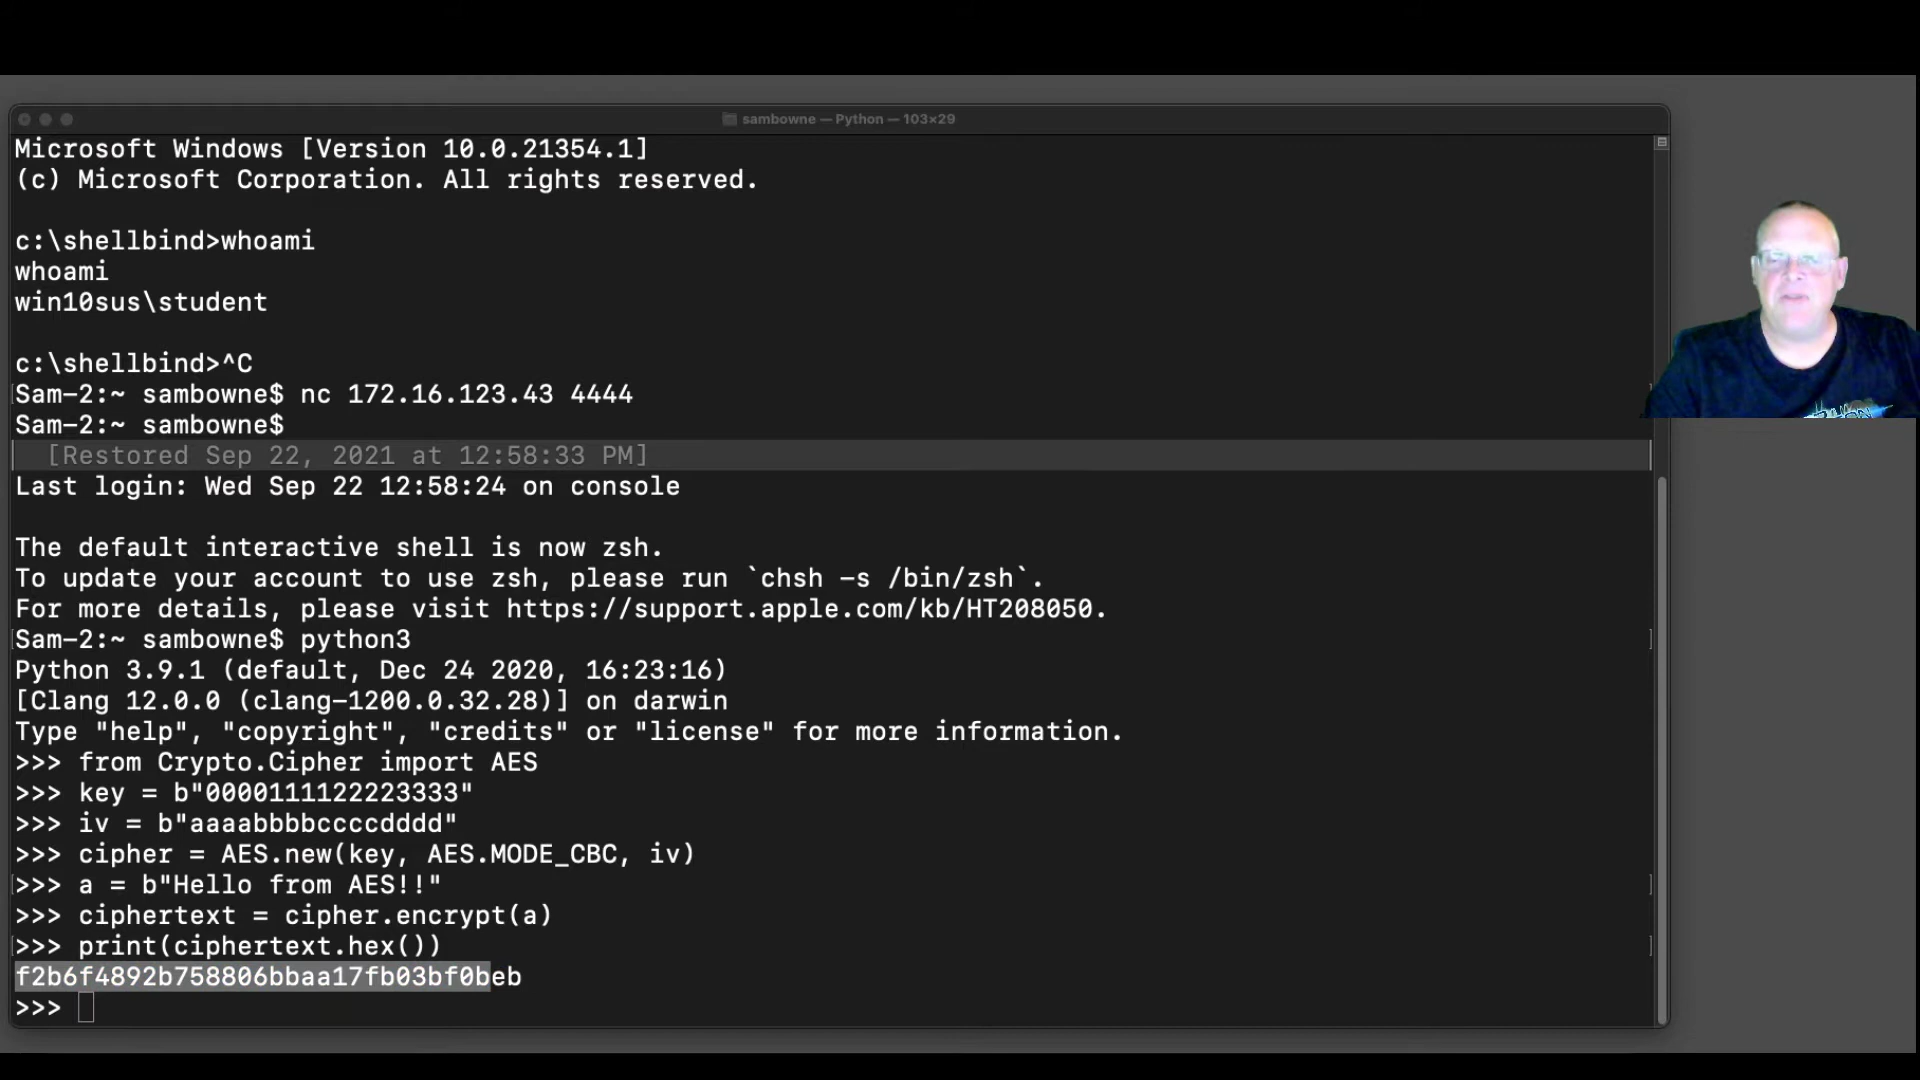 sambowne — Python — 103×29
Microsoft Windows [Version 10.0.21354.1]
(c) Microsoft Corporation. All rights reserved.
c:\shellbind>whoami
whoami
win10sus\student
c:\shellbind>^C
Sam-2:~ sambowne$ nc 172.16.123.43 4444
Sam-2:~ sambowne$
[Restored Sep 22, 2021 at 12:58:33 PM]
Last login: Wed Sep 22 12:58:24 on console
The default interactive shell is now zsh.
To update your account to use zsh, please run `chsh -s /bin/zsh`.
For more details, please visit https://support.apple.com/kb/HT208050.
Sam-2:~ sambowne$ python3
Python 3.9.1 (default, Dec 24 2020, 16:23:16)
[Clang 12.0.0 (clang-1200.0.32.28)] on darwin
Type "help", "copyright", "credits" or "license" for more information.
>>> from Crypto.Cipher import AES
>>> key = b"0000111122223333"
>>> iv = b"aaaabbbbccccdddd"
>>> cipher = AES.new(key, AES.MODE_CBC, iv)
>>> a = b"Hello from AES!!"
>>> ciphertext = cipher.encrypt(a)
>>> print(ciphertext.hex())
f2b6f4892b758806bbaa17fb03bf0beb
>>>